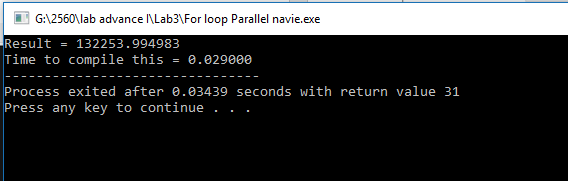 G:\2560\lab advance I\Lab3\For loop Parallel navie.exe
Result = 132253.994983
Time to compile this = 0.029000
--------------------------------
Process exited after 0.03439 seconds with return value 31
Press any key to continue . . .